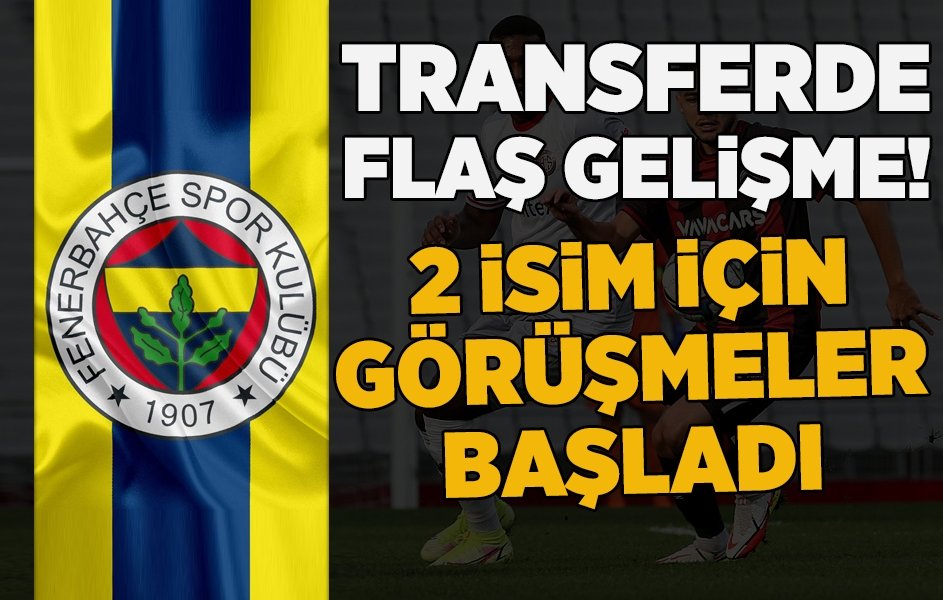 TRANSFERDE
FLAŞ GELİŞME!
2 İSİM İÇİN
GÖRÜŞMELER
BAŞLADI
FENERBAHÇE SPOR KULÜBÜ
★ 1907 ★
VAVACARS